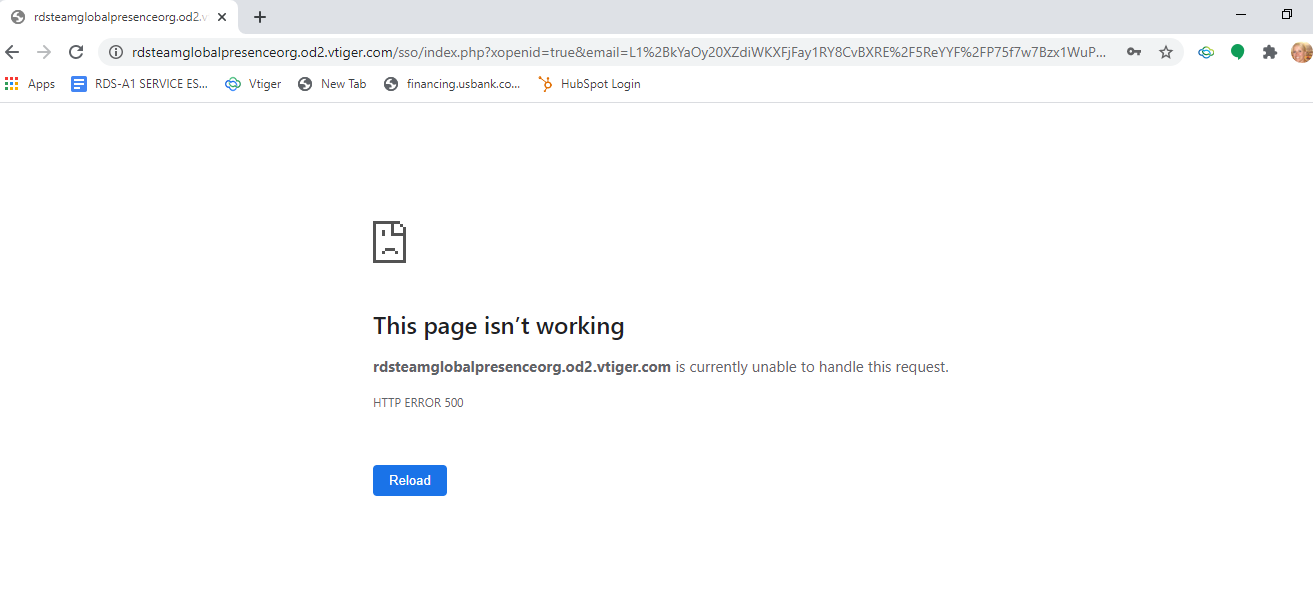 rdsteamglobalpresenceorg.od2.v
rdsteamglobalpresenceorg.od2.vtiger.com/sso/index.php?xopenid=true&email=L1%2BkYaOy20XZdiWKXFjFay1RY8CvBXRE%2F5ReYYF%2FP75f7w7Bzx1WuP...
Apps RDS-A1 SERVICE ES... Vtiger New Tab financing.usbank.co... HubSpot Login
This page isn't working
rdsteamglobalpresenceorg.od2.vtiger.com is currently unable to handle this request.
HTTP ERROR 500
Reload